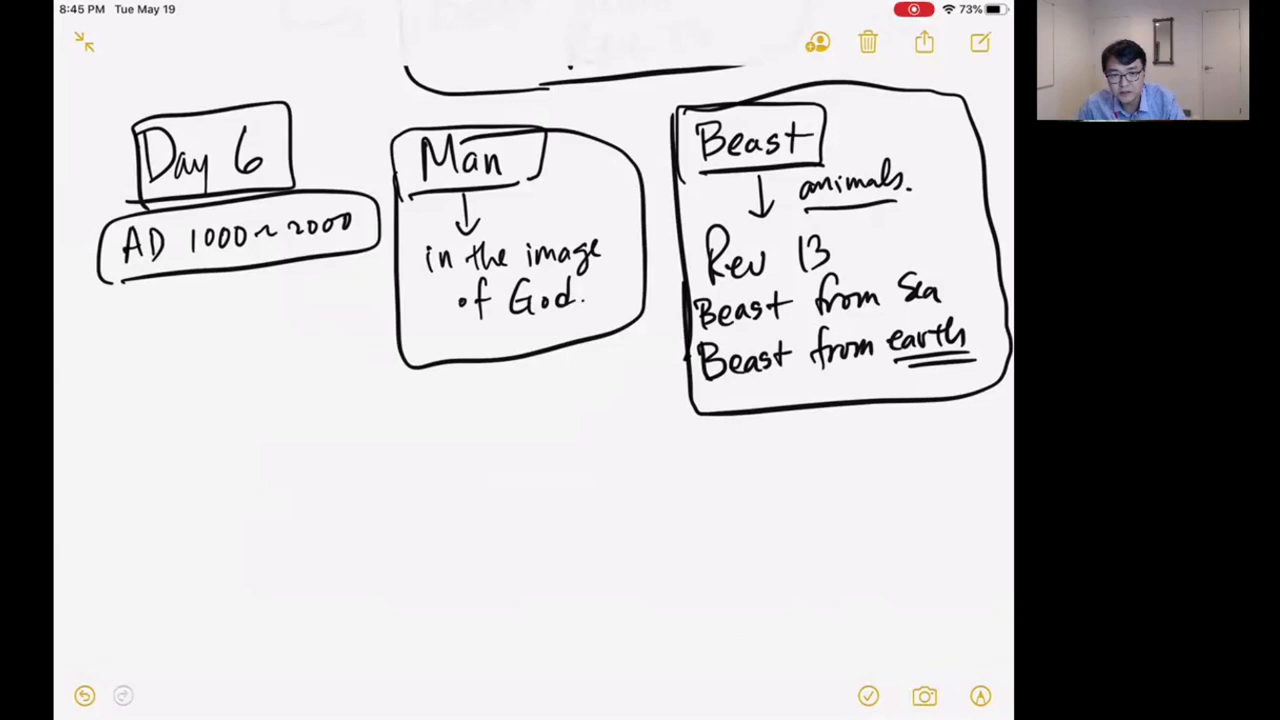 8:45 PM Tue May 19
73%
Day 6
AD 1000 ~ 2000
Man
in the image
of God.
Beast
animals.
Rev 13
Beast from sea
Beast from earth